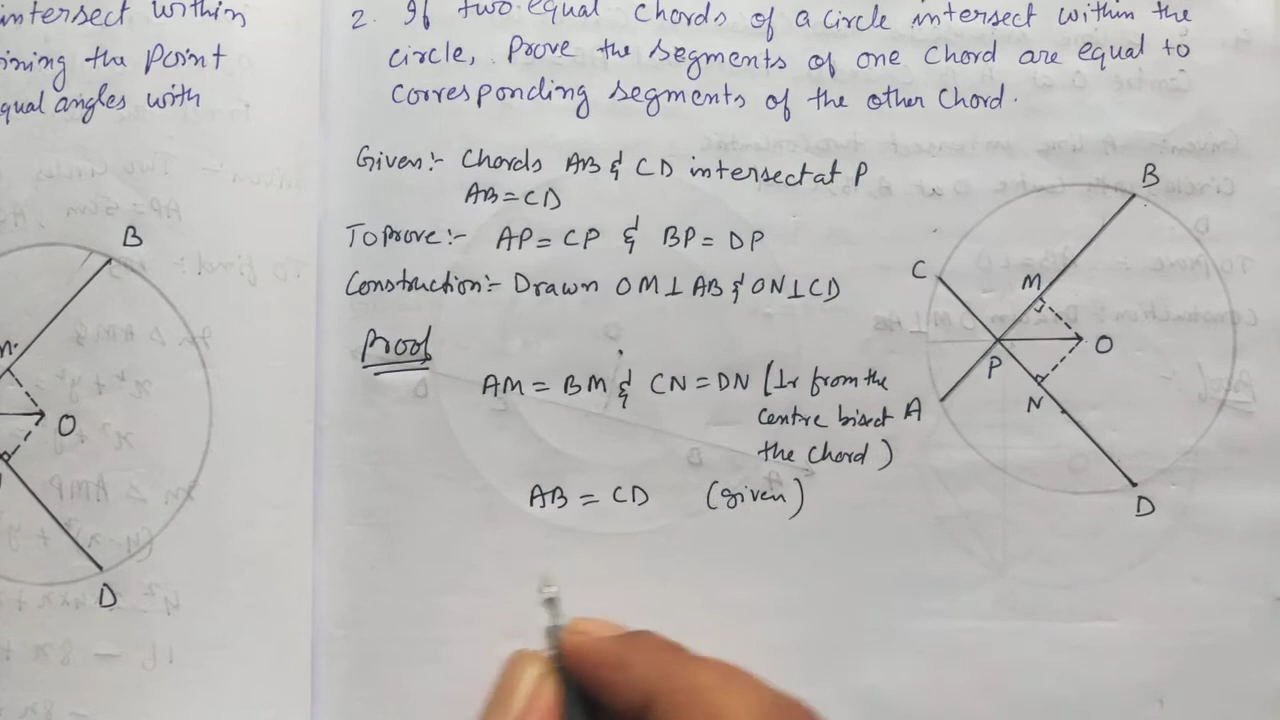 intersect within
ining the Point
qual angles with
B
O
D
2. If two equal Chords of a circle intersect within the
circle, Prove the segments of one Chord are equal to
corresponding segments of the other Chord.
Given:- Chords AB & CD intersect at P
AB = CD
To prove:- AP = CP & BP = DP
Construction:- Drawn OM ⊥ AB & ON ⊥ CD
Proof
AM = BM & CN = DN [⊥r from the
centre bisect
the Chord)
AB = CD (given)
B
C
M
O
P
A
N
D